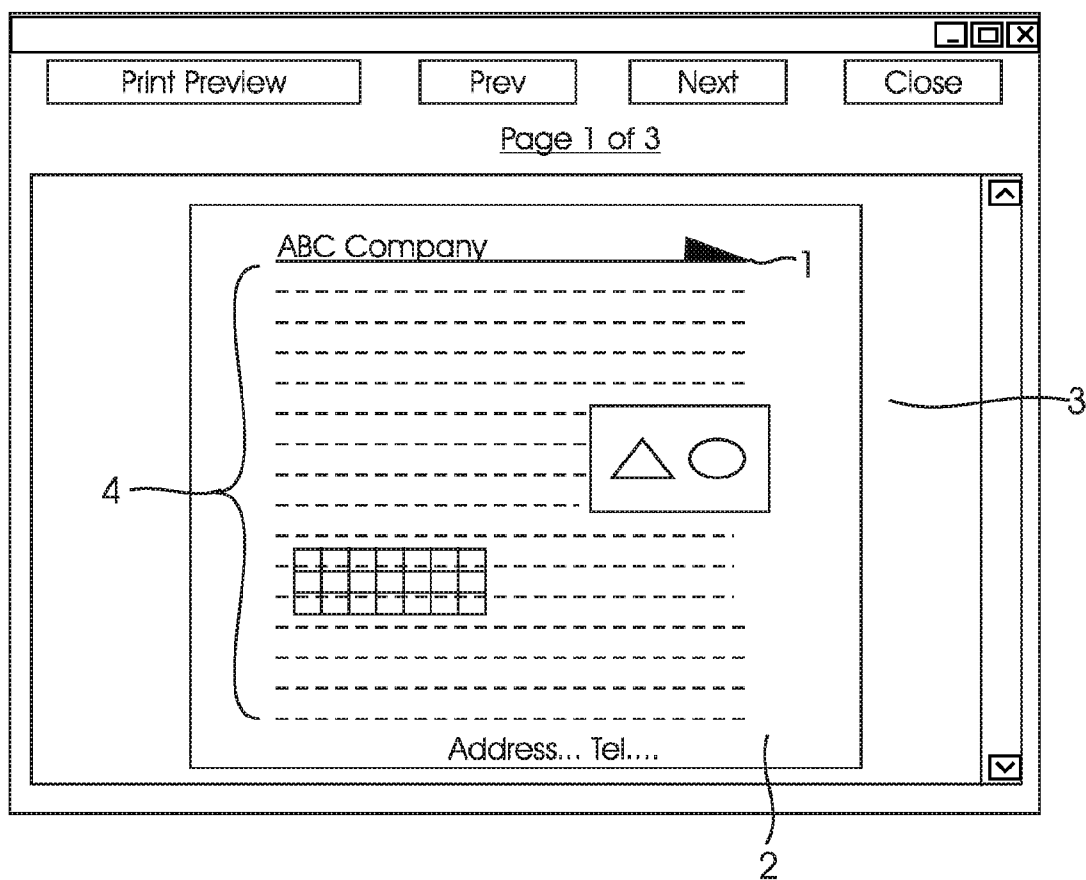 Print Preview Prev Next Close
Page 1 of 3
ABC Company
1
3
4
Address... Tel....
2